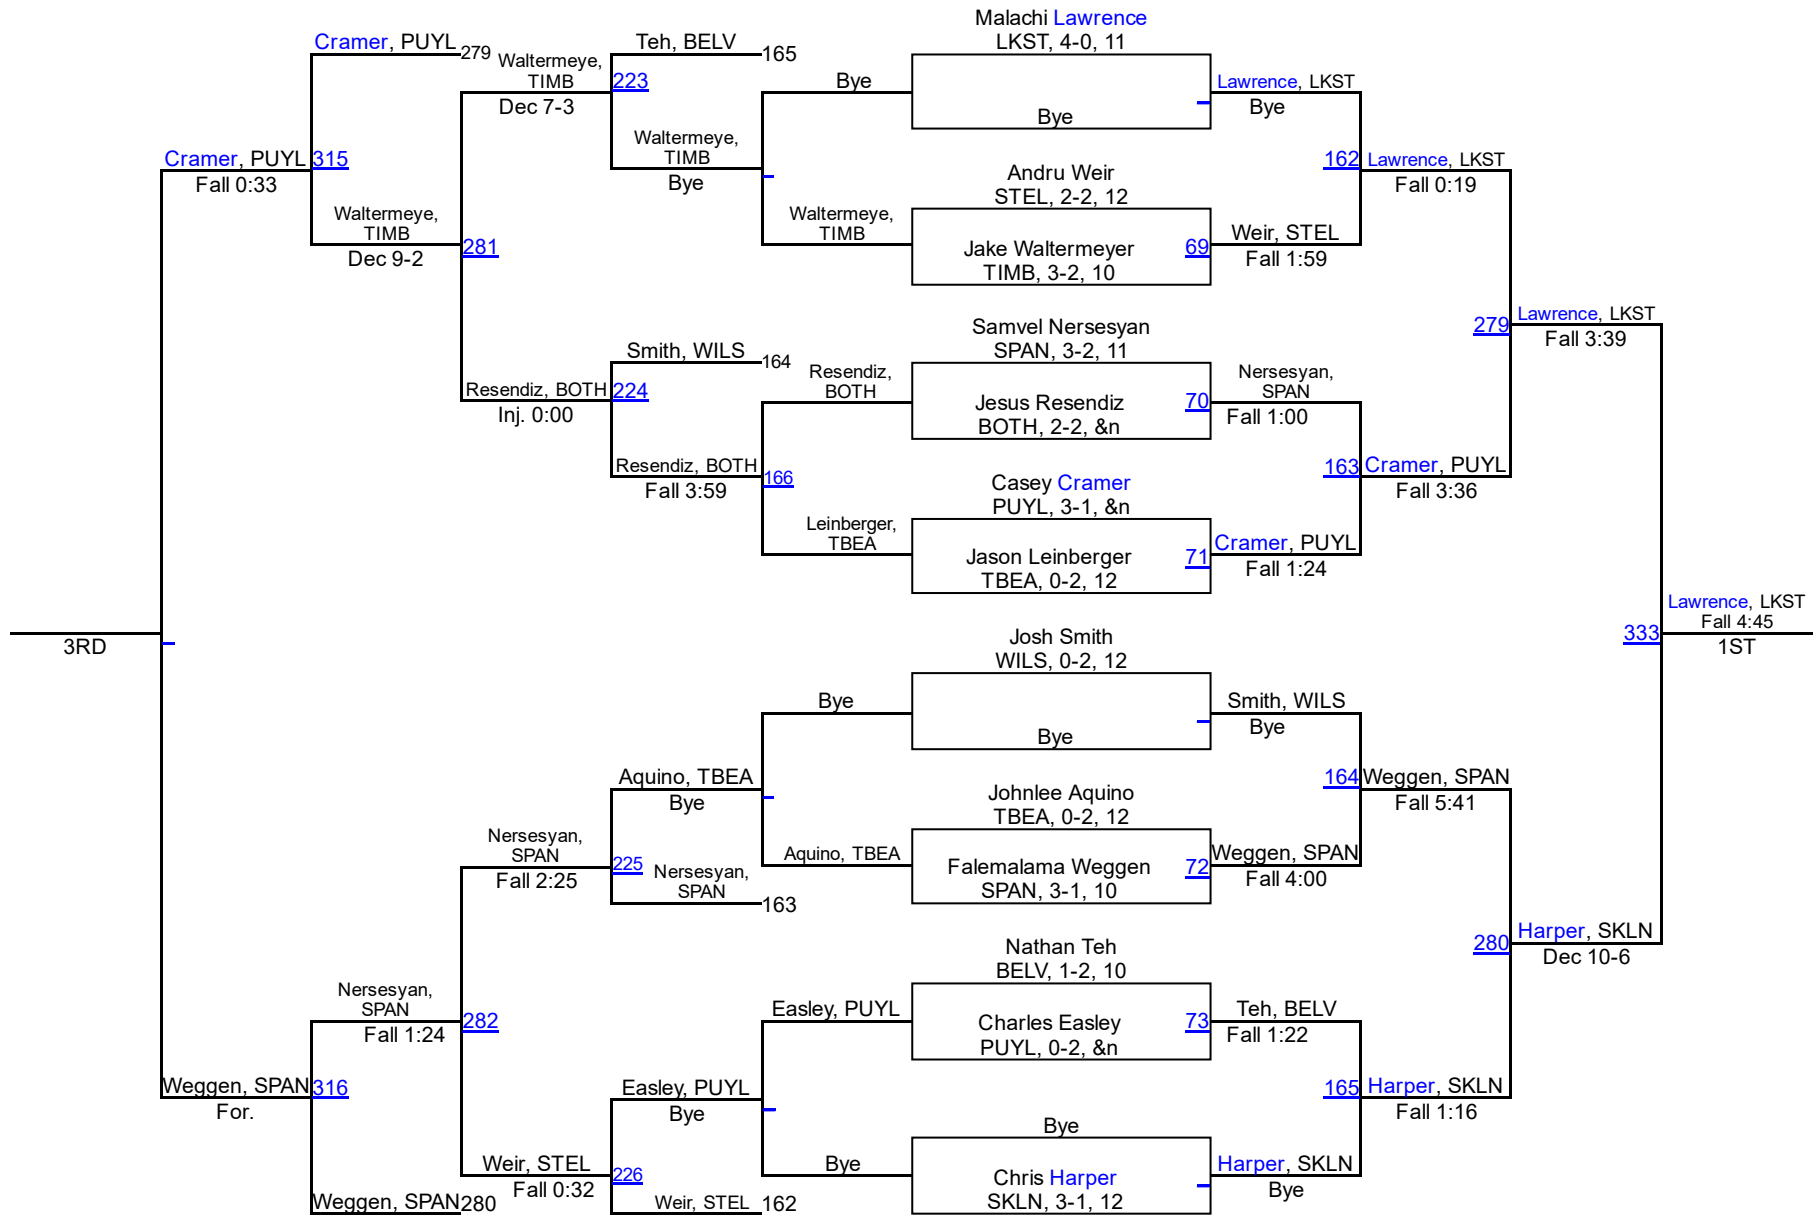 Malachi Lawrence
LKST, 4-0, 11
Bye
Andru Weir
STEL, 2-2, 12
Jake Waltermeyer
TIMB, 3-2, 10
69
Samvel Nersesyan
SPAN, 3-2, 11
Jesus Resendiz
BOTH, 2-2, &n
70
Casey Cramer
PUYL, 3-1, &n
Jason Leinberger
TBEA, 0-2, 12
71
Josh Smith
WILS, 0-2, 12
Bye
Johnlee Aquino
TBEA, 0-2, 12
Falemalama Weggen
SPAN, 3-1, 10
72
Nathan Teh
BELV, 1-2, 10
Charles Easley
PUYL, 0-2, &n
73
Bye
Chris Harper
SKLN, 3-1, 12
Lawrence, LKST
Bye
162
Weir, STEL
Fall 1:59
Nersesyan,
SPAN
Fall 1:00
163
Cramer, PUYL
Fall 1:24
Smith, WILS
Bye
164
Weggen, SPAN
Fall 4:00
Teh, BELV
Fall 1:22
165
Harper, SKLN
Bye
Lawrence, LKST
Fall 0:19
279
Cramer, PUYL
Fall 3:36
Weggen, SPAN
Fall 5:41
280
Harper, SKLN
Fall 1:16
Lawrence, LKST
Fall 3:39
333
Harper, SKLN
Dec 10-6
Lawrence, LKST
Fall 4:45
1ST
Bye
Waltermeye,
TIMB
Resendiz,
BOTH
166
Leinberger,
TBEA
Bye
Aquino, TBEA
Easley, PUYL
Bye
Teh, BELV
165
223
Waltermeye,
TIMB
Bye
Smith, WILS
164
224
Resendiz, BOTH
Fall 3:59
Aquino, TBEA
Bye
225
Nersesyan,
SPAN
163
Easley, PUYL
Bye
226
Weir, STEL
162
Waltermeye,
TIMB
Dec 7-3
281
Resendiz, BOTH
Inj. 0:00
Nersesyan,
SPAN
Fall 2:25
282
Weir, STEL
Fall 0:32
Cramer, PUYL
279
315
Waltermeye,
TIMB
Dec 9-2
Nersesyan,
SPAN
Fall 1:24
316
Weggen, SPAN
280
Cramer, PUYL
Fall 0:33
Weggen, SPAN
For.
3RD